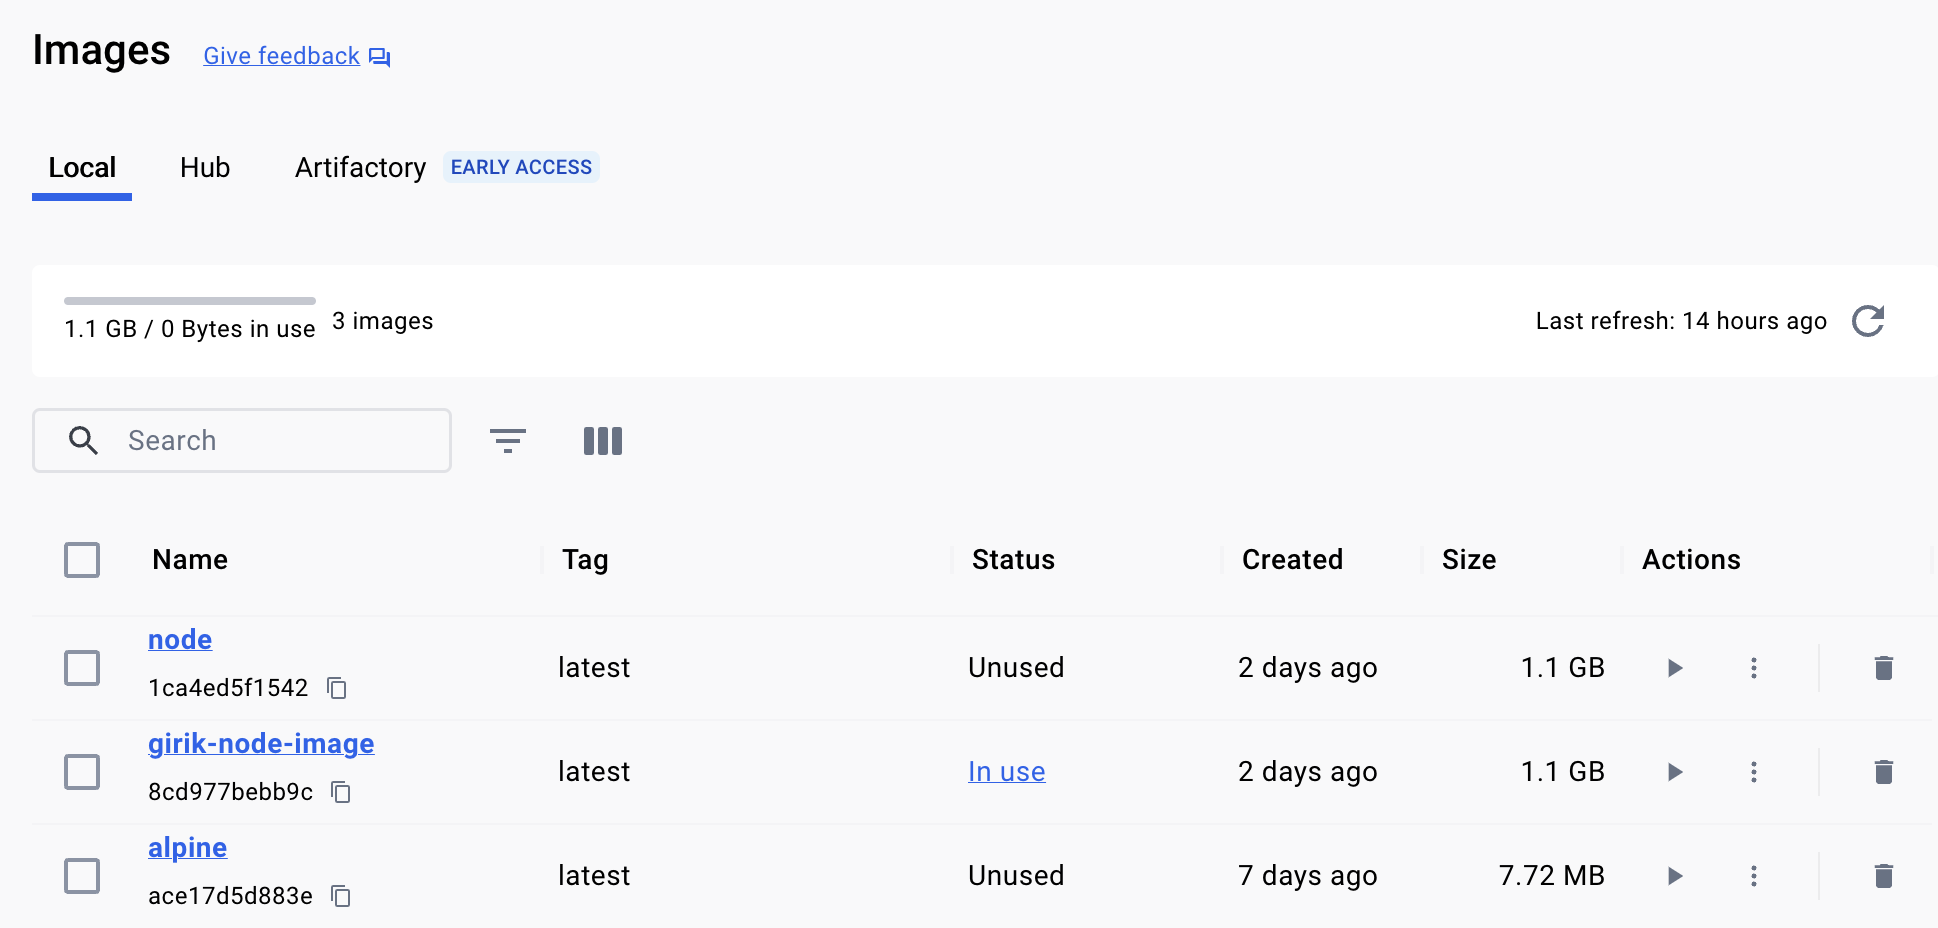 Images Give feedback
Local Hub Artifactory EARLY ACCESS
1.1 GB / 0 Bytes in use 3 images Last refresh: 14 hours ago
Search
Name Tag Status Created Size Actions
node
1ca4ed5f1542 latest Unused 2 days ago 1.1 GB
girik-node-image
8cd977bebb9c latest In use 2 days ago 1.1 GB
alpine
ace17d5d883e latest Unused 7 days ago 7.72 MB